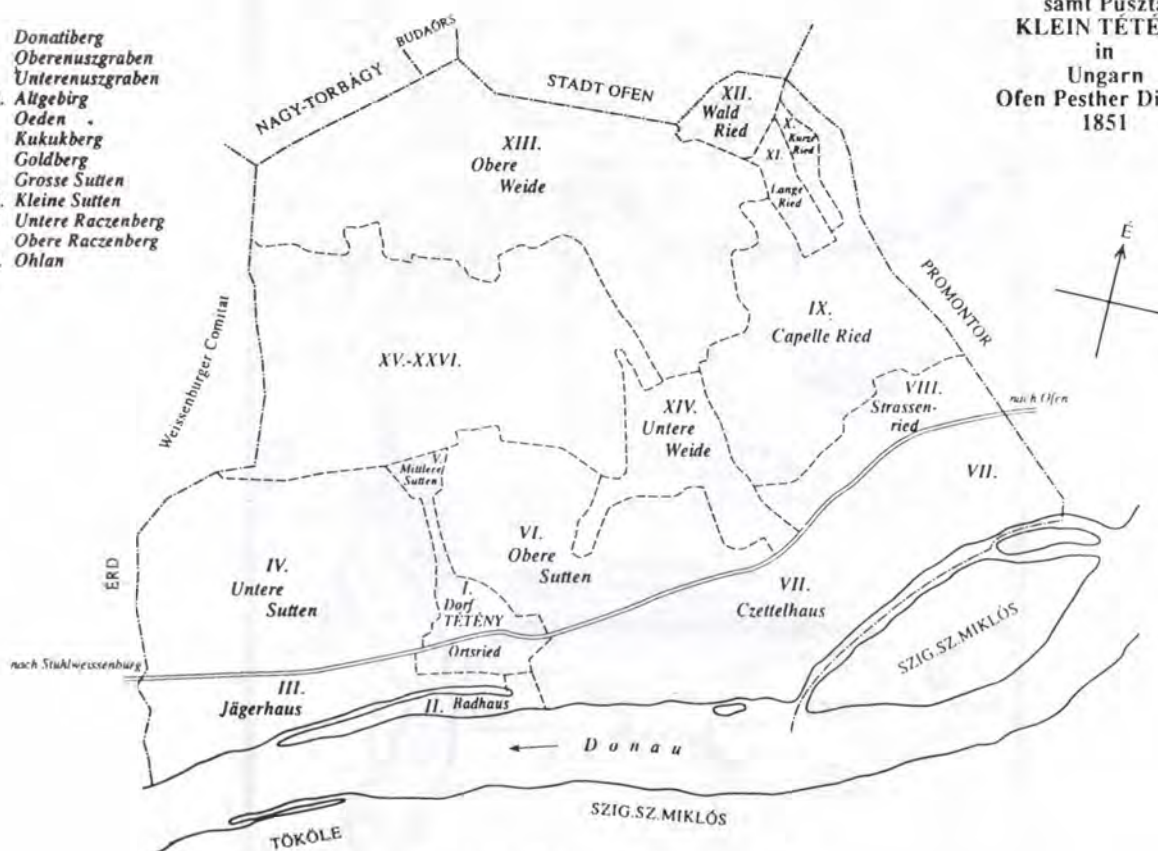 Donatiberg
Oberenuszgraben
Unterenuszgraben
Altgebirg
Oeden
Kukukberg
Goldberg
Grosse Sutten
Kleine Sutten
Untere Raczenberg
Obere Raczenberg
Ohlan
samt Puszta
KLEIN TÉTÉ
in
Ungarn
Ofen Pesther Di
1851
BUDAÖRS
NAGY-TORBÁGY
STADT OFEN
XII.
Wald
Ried
X.
Kurze
Ried
XI.
Lange
Ried
XIII.
Obere
Weide
É
PROMONTOR
Weissenburger Comitat
IX.
Capelle Ried
XV.-XXVI.
VIII.
Strassen-
ried
nach Ofen
XIV.
Untere
Weide
V.
Mittlere
Sutten
VII.
VI.
Obere
Sutten
IV.
Untere
Sutten
ÉRD
I.
Dorf
TÉTÉNY
Ortsried
VII.
Czettelhaus
SZIG.SZ.MIKLÓS
nach Stuhlweissenburg
III.
Jägerhaus
II. Badhaus
Donau
SZIG.SZ.MIKLÓS
TÖKÖLE